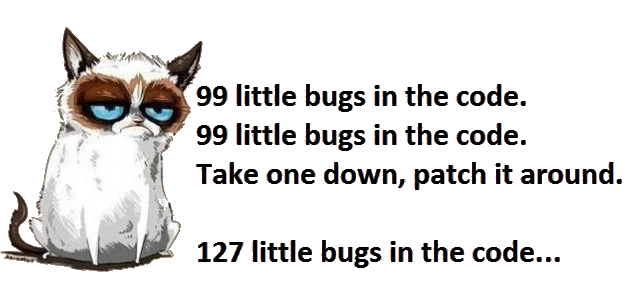 99 little bugs in the code.
99 little bugs in the code.
Take one down, patch it around.
127 little bugs in the code...